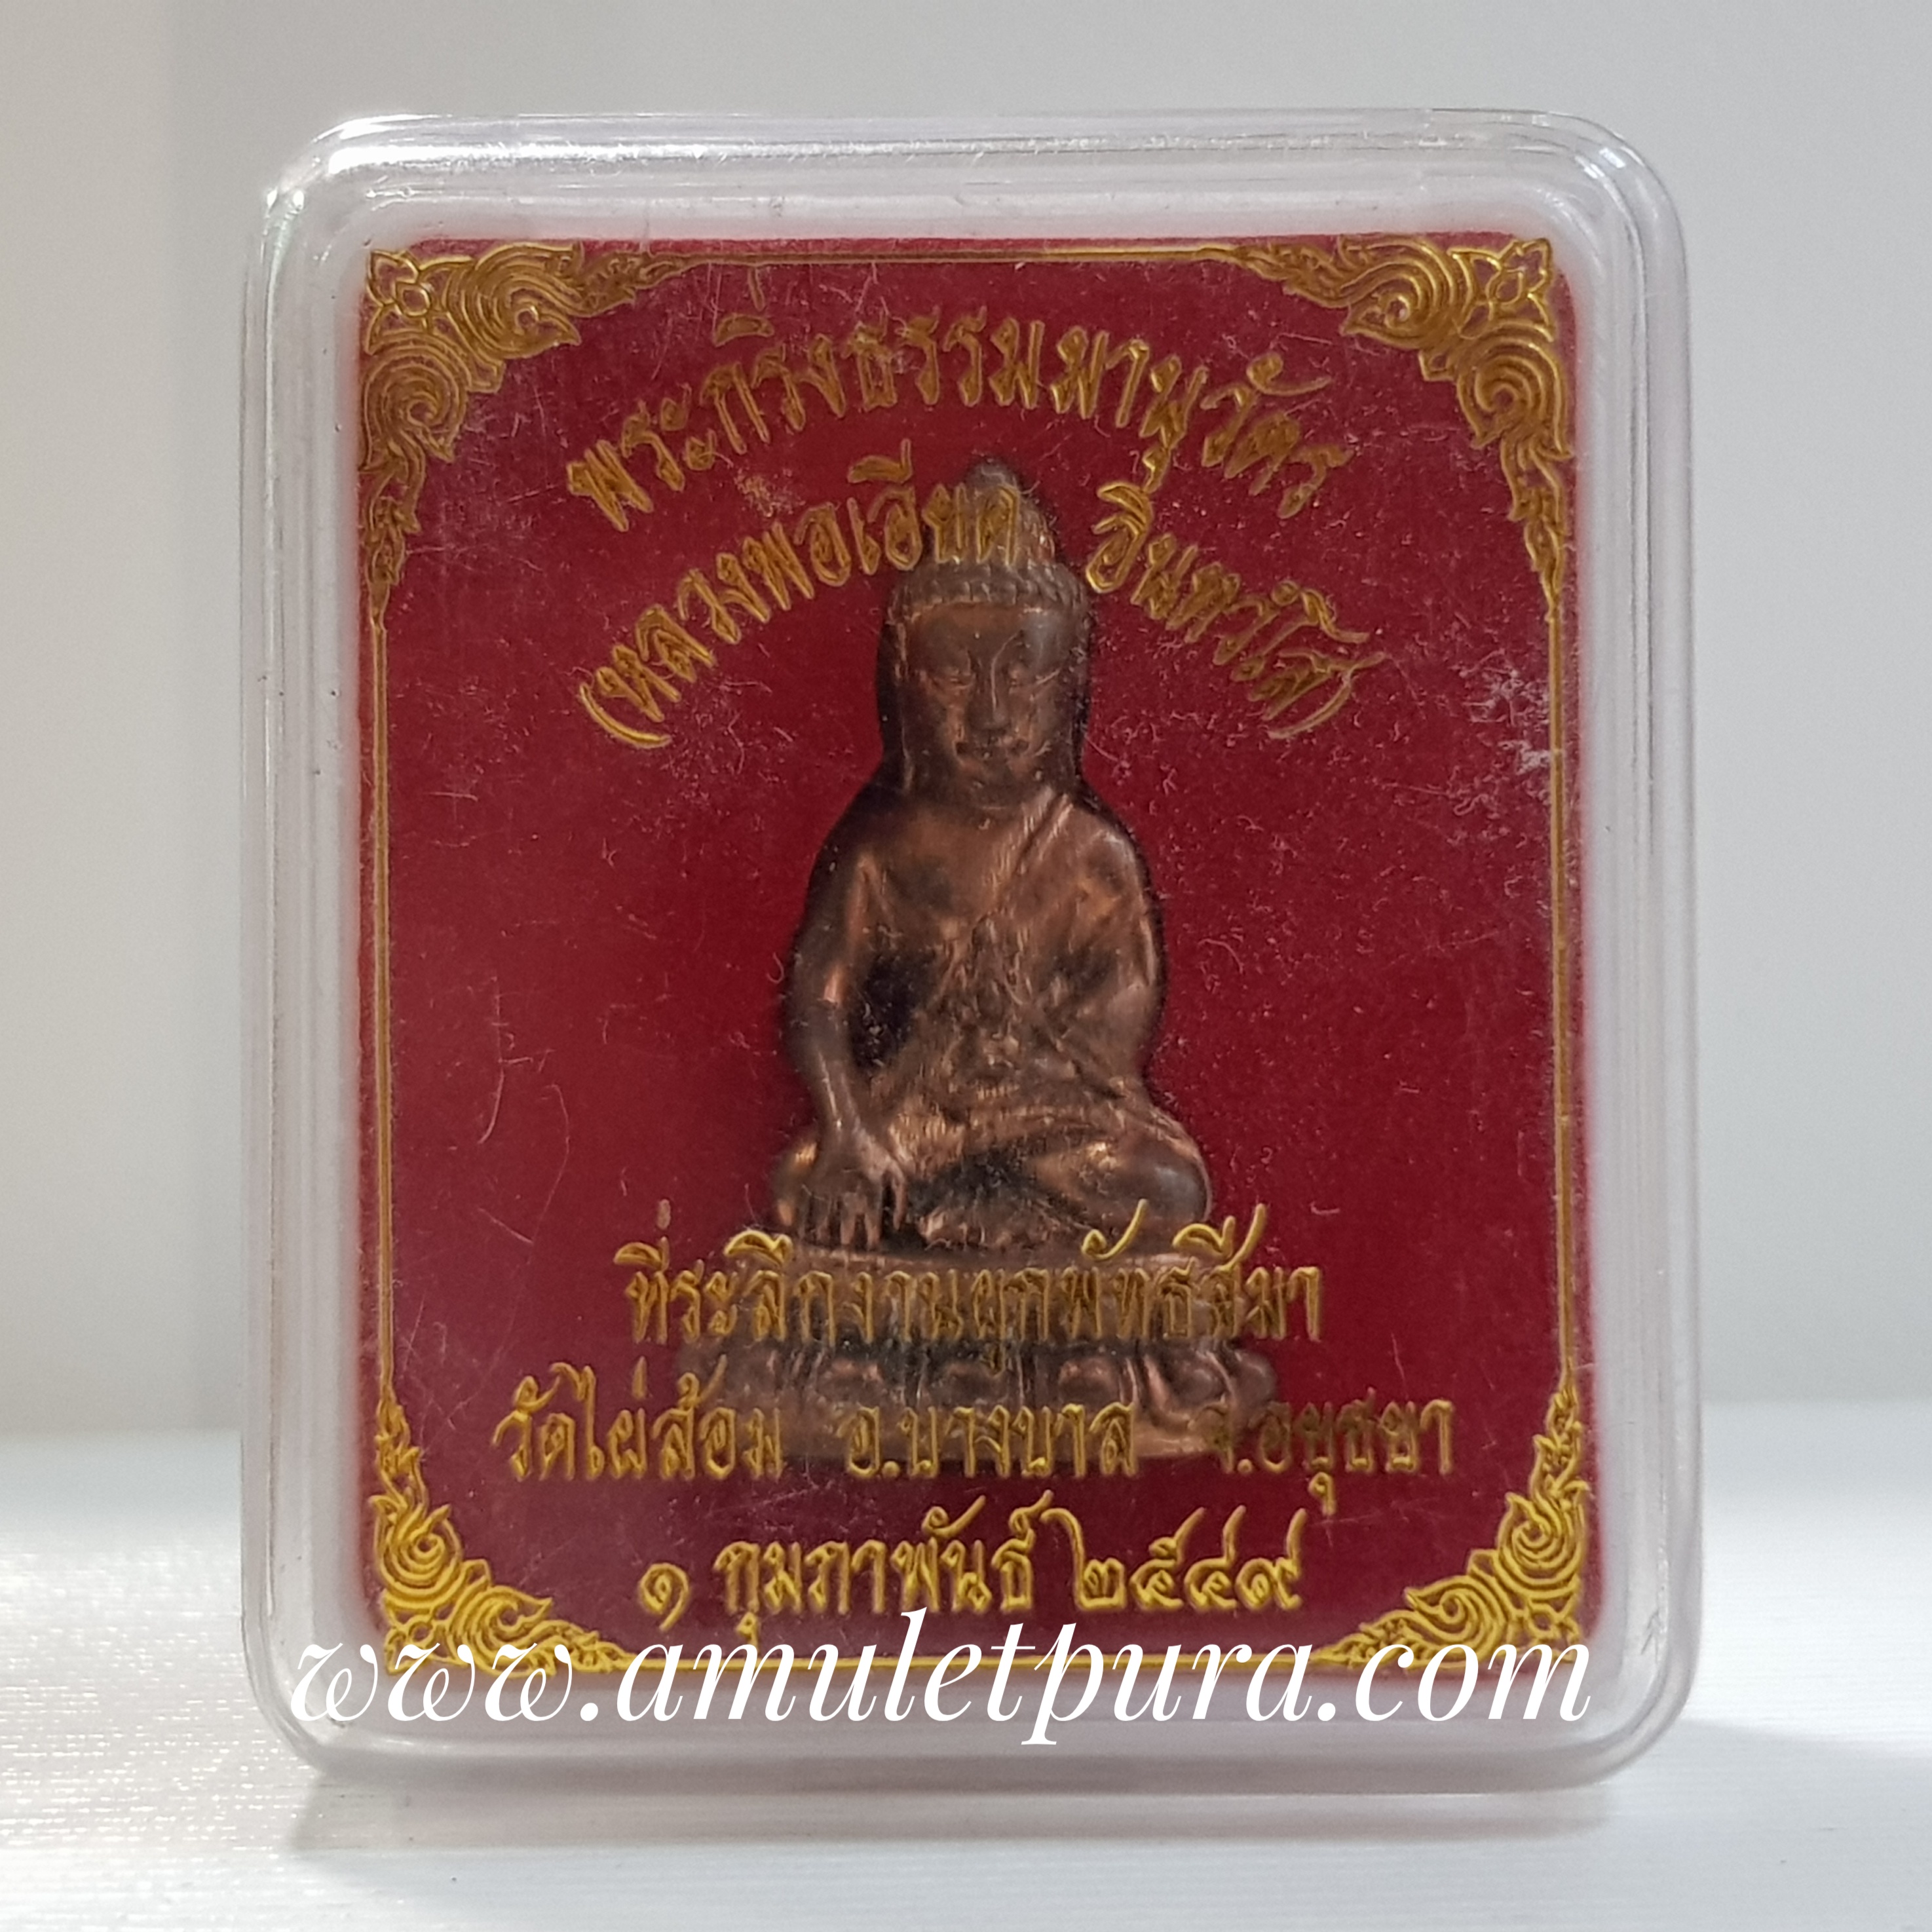 พระกริ่งธรรมมานุวัตร
(หลวงพ่อเอียด อินทวํโส)
ที่ระลึกงานผูกพัทธสีมา
วัดไผ่ล้อม อ.บางบาล จ.อยุธยา
๑ กุมภาพันธ์ ๒๕๔๙
www.amuletpura.com